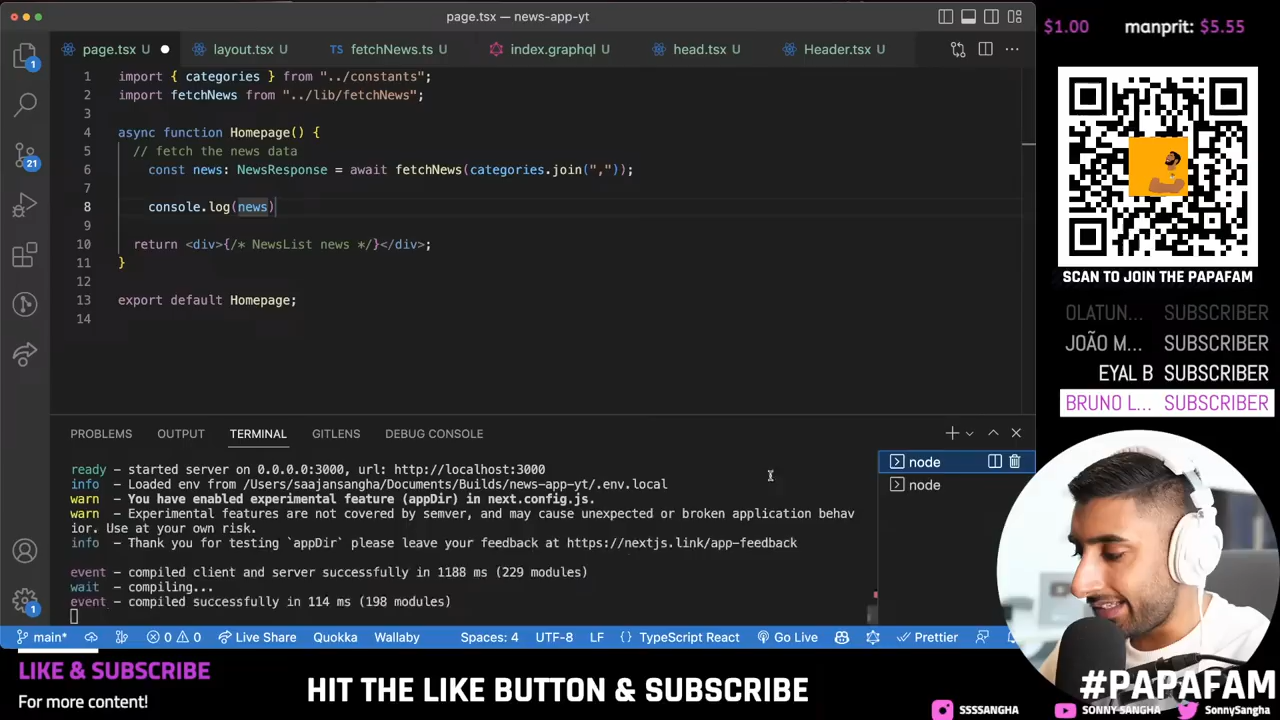 page.tsx — news-app-yt
page.tsx U
layout.tsx U
TS fetchNews.ts U
index.graphql U
head.tsx U
Header.tsx U
1 import { categories } from "../constants";
2 import fetchNews from "../lib/fetchNews";
3
4 async function Homepage() {
5 // fetch the news data
6 const news: NewsResponse = await fetchNews(categories.join(","));
7
8 console.log(news)
9
10 return <div>{/* NewsList news */}</div>;
11 }
12
13 export default Homepage;
14
1
21
1
PROBLEMS OUTPUT TERMINAL GITLENS DEBUG CONSOLE
ready - started server on 0.0.0.0:3000, url: http://localhost:3000
info - Loaded env from /Users/saajansangha/Documents/Builds/news-app-yt/.env.local
warn - You have enabled experimental feature (appDir) in next.config.js.
warn - Experimental features are not covered by semver, and may cause unexpected or broken application behav
ior. Use at your own risk.
info - Thank you for testing `appDir` please leave your feedback at https://nextjs.link/app-feedback
event - compiled client and server successfully in 1188 ms (229 modules)
wait - compiling...
event - compiled successfully in 114 ms (198 modules)
node
node
main* 0 0 Live Share Quokka Wallaby Spaces: 4 UTF-8 LF {} TypeScript React Go Live Prettier
$1.00 manprit: $5.55
SCAN TO JOIN THE PAPAFAM
OLATUN... SUBSCRIBER
JOÃO M... SUBSCRIBER
EYAL B SUBSCRIBER
BRUNO L... SUBSCRIBER
LIKE & SUBSCRIBE
For more content!
HIT THE LIKE BUTTON & SUBSCRIBE
#PAPAFAM
SSSSANGHA SONNY SANGHA SonnySangha